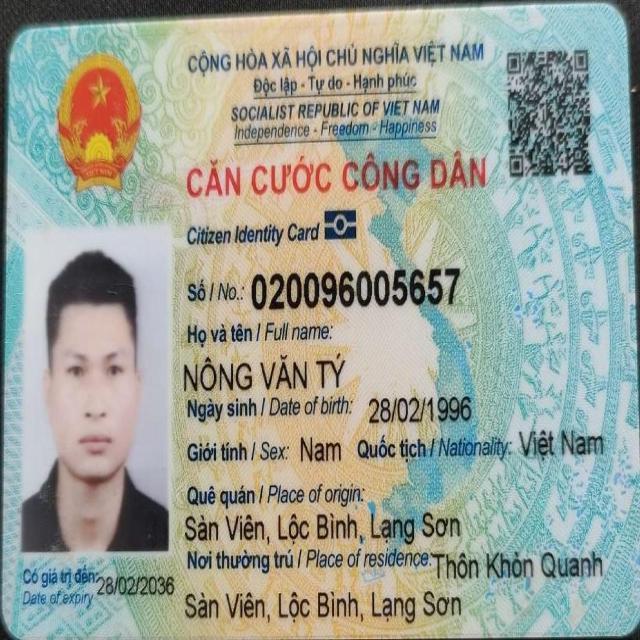 CỘNG HÒA XÃ HỘI CHỦ NGHĨA VIỆT NAM
Độc lập - Tự do - Hạnh phúc
SOCIALIST REPUBLIC OF VIET NAM
Independence - Freedom - Happiness
CĂN CƯỚC CÔNG DÂN
Citizen Identity Card
Số / No.: 020096005657
Họ và tên / Full name:
NÔNG VĂN TÝ
Ngày sinh / Date of birth: 28/02/1996
Giới tính / Sex: Nam Quốc tịch / Nationality: Việt Nam
Quê quán / Place of origin:
Sàn Viên, Lộc Bình, Lạng Sơn
Nơi thường trú / Place of residence: Thôn Khòn Quanh
Sàn Viên, Lộc Bình, Lạng Sơn
Có giá trị đến: 28/02/2036
Date of expiry